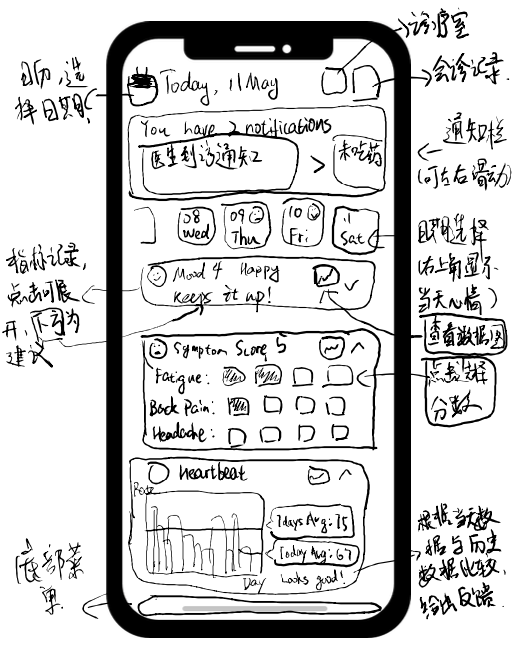 诊疗室
日历,选
择日期
Today, 11 May
会诊记录
You have 2 notifications
通知栏
(可左右滑动)
医生到诊通知2
>
未吃药
08
Wed
09
Thu
10
Fri
11
Sat
日期选择
(右上角显示
当天心情)
指标记录,
点击可展
开,下方为
建议
Mood 4 Happy
keeps it up!
查看数据图
Symptom Score 5
点击选择
分数
Fatigue:
Back Pain:
Headache:
Heartbeat
Rate
7days Avg: 75
Today Avg: 67
Day
Looks good!
根据当天数
据与历史
数据比较,
给出反馈.
底部菜
单